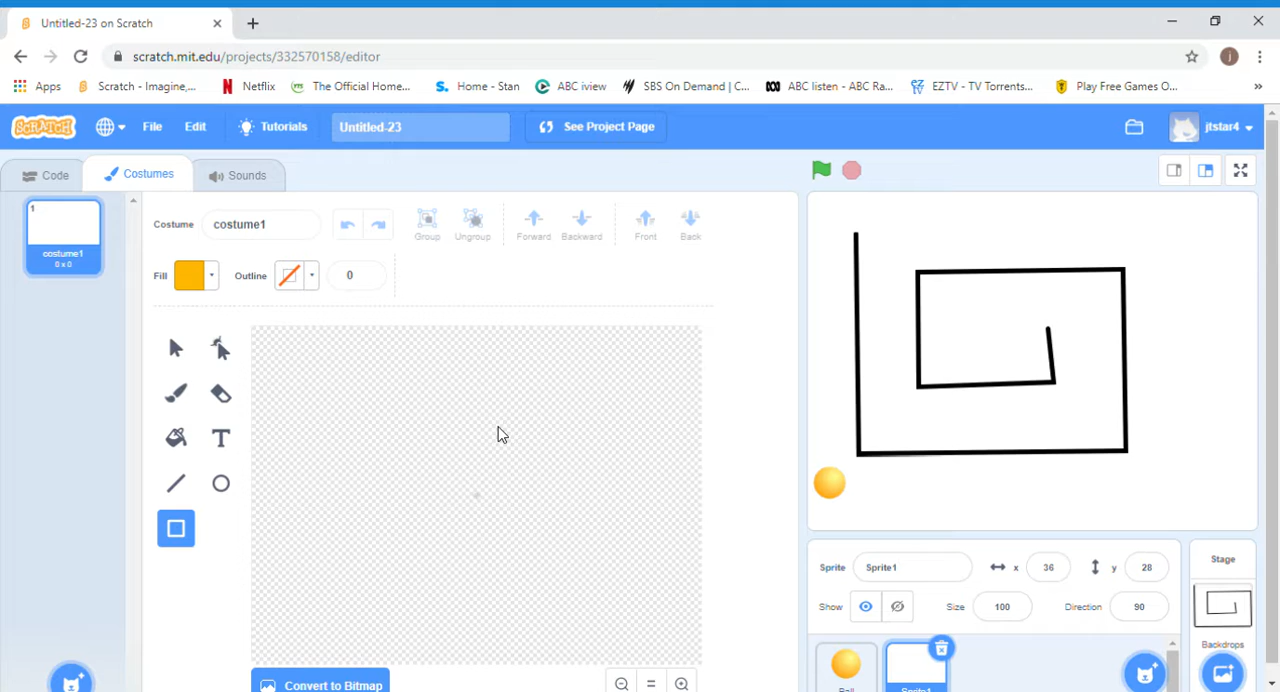 Untitled-23 on Scratch
scratch.mit.edu/projects/332570158/editor
j
Apps Scratch - Imagine,... Netflix The Official Home... Home - Stan ABC iview SBS On Demand | C... ABC listen - ABC Ra... EZTV - TV Torrents... Play Free Games O... »
SCRATCH File Edit Tutorials Untitled-23 See Project Page jtstar4
Code Costumes Sounds
1
costume1
0 x 0
Costume costume1 Group Ungroup Forward Backward Front Back
Fill Outline 0
T
Convert to Bitmap
Sprite Sprite1 x 36 y 28
Show Size 100 Direction 90
Ball Sprite1
Stage
Backdrops
1